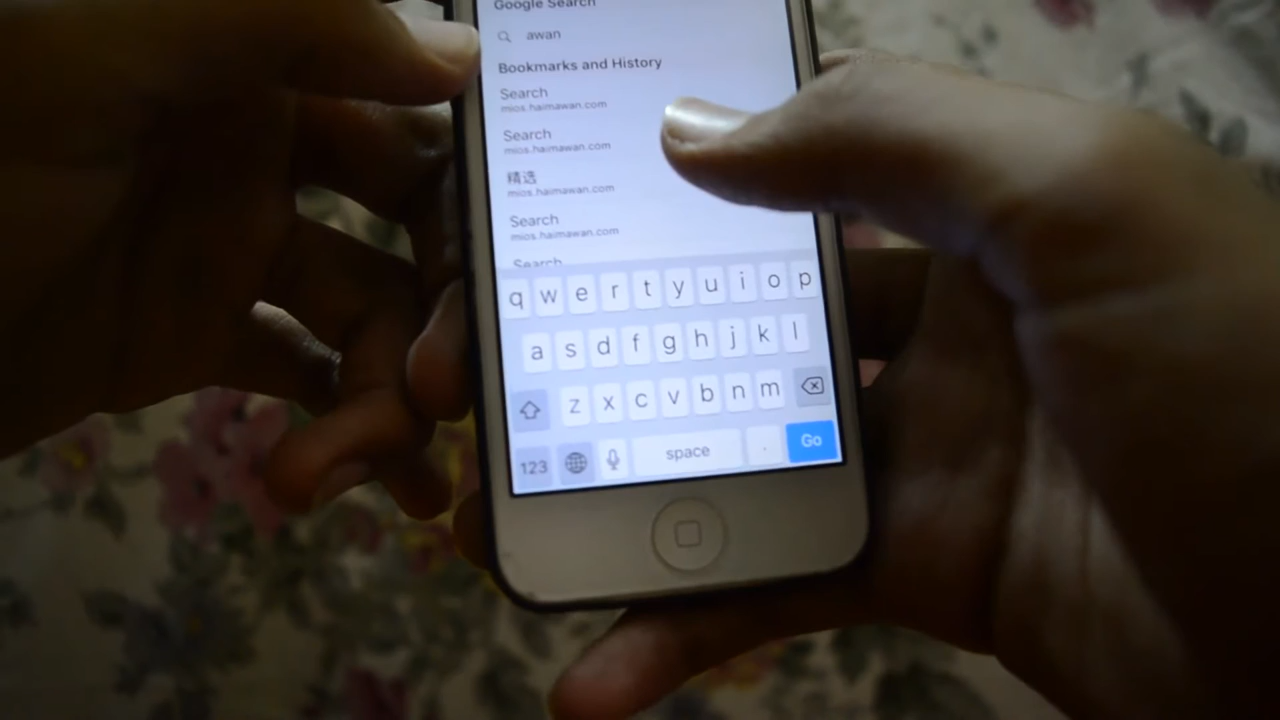 Google Search
awan
Bookmarks and History
Search
mios.haimawan.com
Search
mios.haimawan.com
精选
mios.haimawan.com
Search
mios.haimawan.com
Search
q w e r t y u i o p
a s d f g h j k l
z x c v b n m
123 space . Go